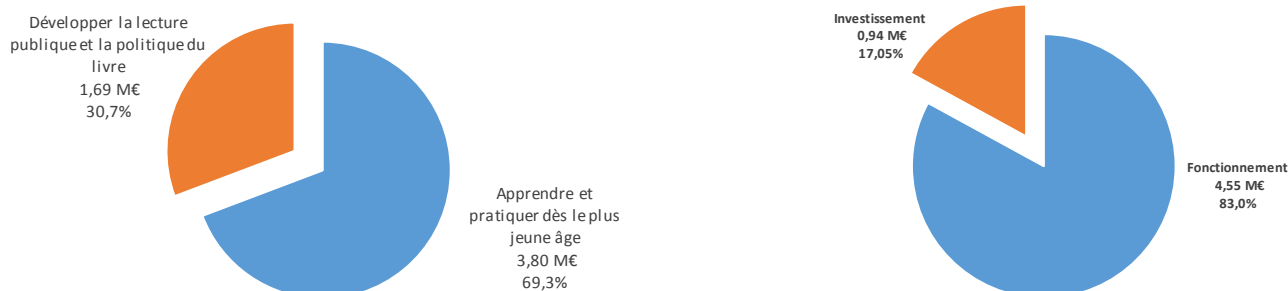 Développer la lecture
publique et la politique du
livre
1,69 M€
30,7%
Apprendre et
pratiquer dès le plus
jeune âge
3,80 M€
69,3%
Investissement
0,94 M€
17,05%
Fonctionnement
4,55 M€
83,0%